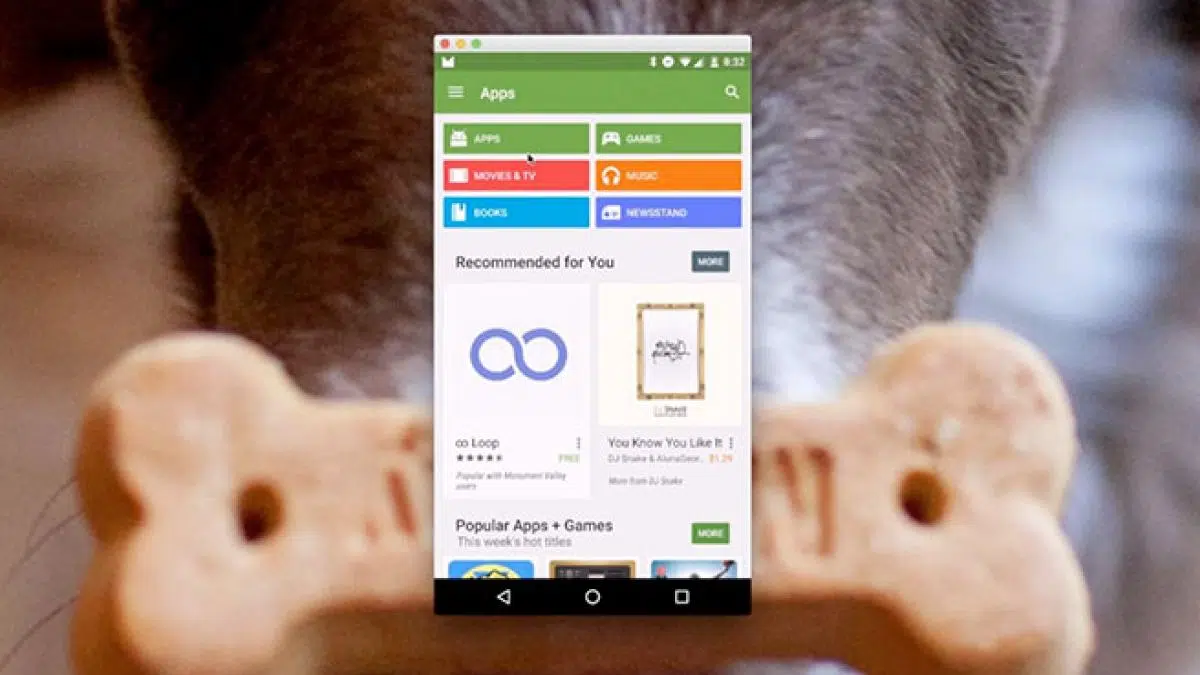 8:32
Apps
APPS
GAMES
MOVIES & TV
MUSIC
BOOKS
NEWSSTAND
Recommended for You
MORE
∞ Loop
FREE
Popular with Monument Valley
users
You Know You Like It
DJ Snake & AlunaGeor...
$1.29
More from DJ Snake
Popular Apps + Games
MORE
This week's hot titles